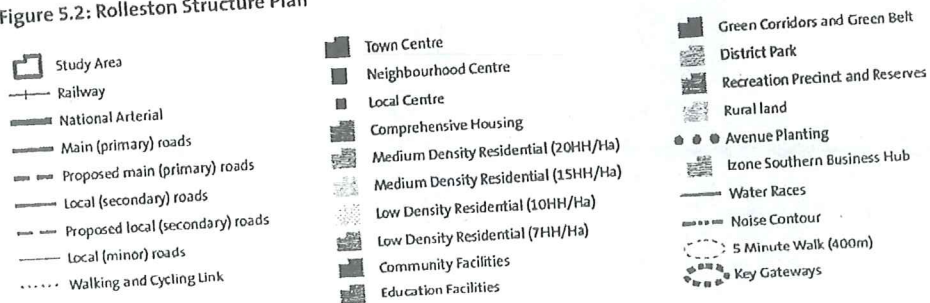 Figure 5.2: Rolleston Structure Plan
Study Area
Railway
National Arterial
Main (primary) roads
Proposed main (primary) roads
Local (secondary) roads
Proposed local (secondary) roads
Local (minor) roads
Walking and Cycling Link
Town Centre
Neighbourhood Centre
Local Centre
Comprehensive Housing
Medium Density Residential (20HH/Ha)
Medium Density Residential (15HH/Ha)
Low Density Residential (10HH/Ha)
Low Density Residential (7HH/Ha)
Community Facilities
Education Facilities
Green Corridors and Green Belt
District Park
Recreation Precinct and Reserves
Rural land
Avenue Planting
Izone Southern Business Hub
Water Races
Noise Contour
5 Minute Walk (400m)
Key Gateways